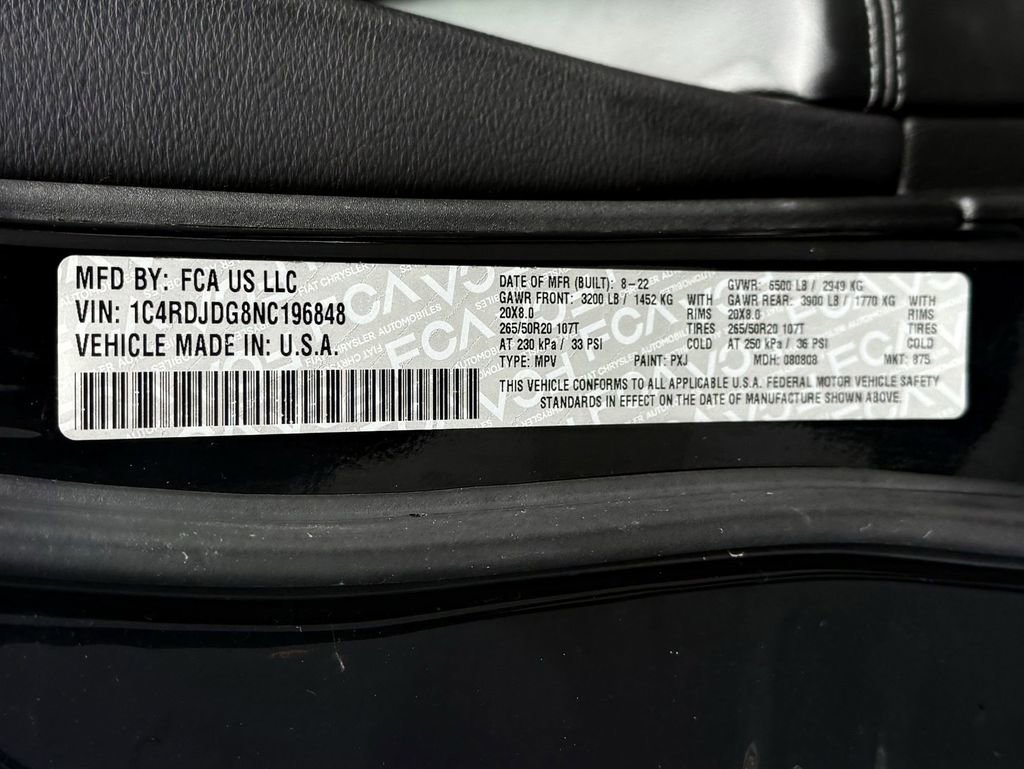 MFD BY: FCA US LLC
VIN: 1C4RDJDG8NC196848
VEHICLE MADE IN: U.S.A.
DATE OF MFR (BUILT): 8-22 GVWR: 6500 LB / 2949 KG
GAWR FRONT: 3200 LB / 1452 KG WITH GAWR REAR: 3900 LB / 1770 KG WITH
20X8.0 RIMS 20X8.0 RIMS
265/50R20 107T TIRES 265/50R20 107T TIRES
AT 230 kPa / 33 PSI COLD AT 250 kPa / 36 PSI COLD
TYPE: MPV PAINT: PXJ MDH: 080808 MKT: 875
THIS VEHICLE CONFORMS TO ALL APPLICABLE U.S.A. FEDERAL MOTOR VEHICLE SAFETY
STANDARDS IN EFFECT ON THE DATE OF MANUFACTURE SHOWN ABOVE.
FCA
FIAT CHRYSLER AUTOMOBILES